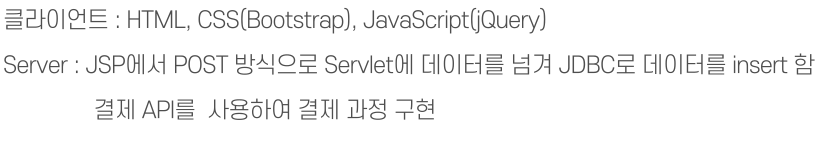 클라이언트 : HTML, CSS(Bootstrap), JavaScript(jQuery)
Server : JSP에서 POST 방식으로 Servlet에 데이터를 넘겨 JDBC로 데이터를 insert 함
결제 API를 사용하여 결제 과정 구현